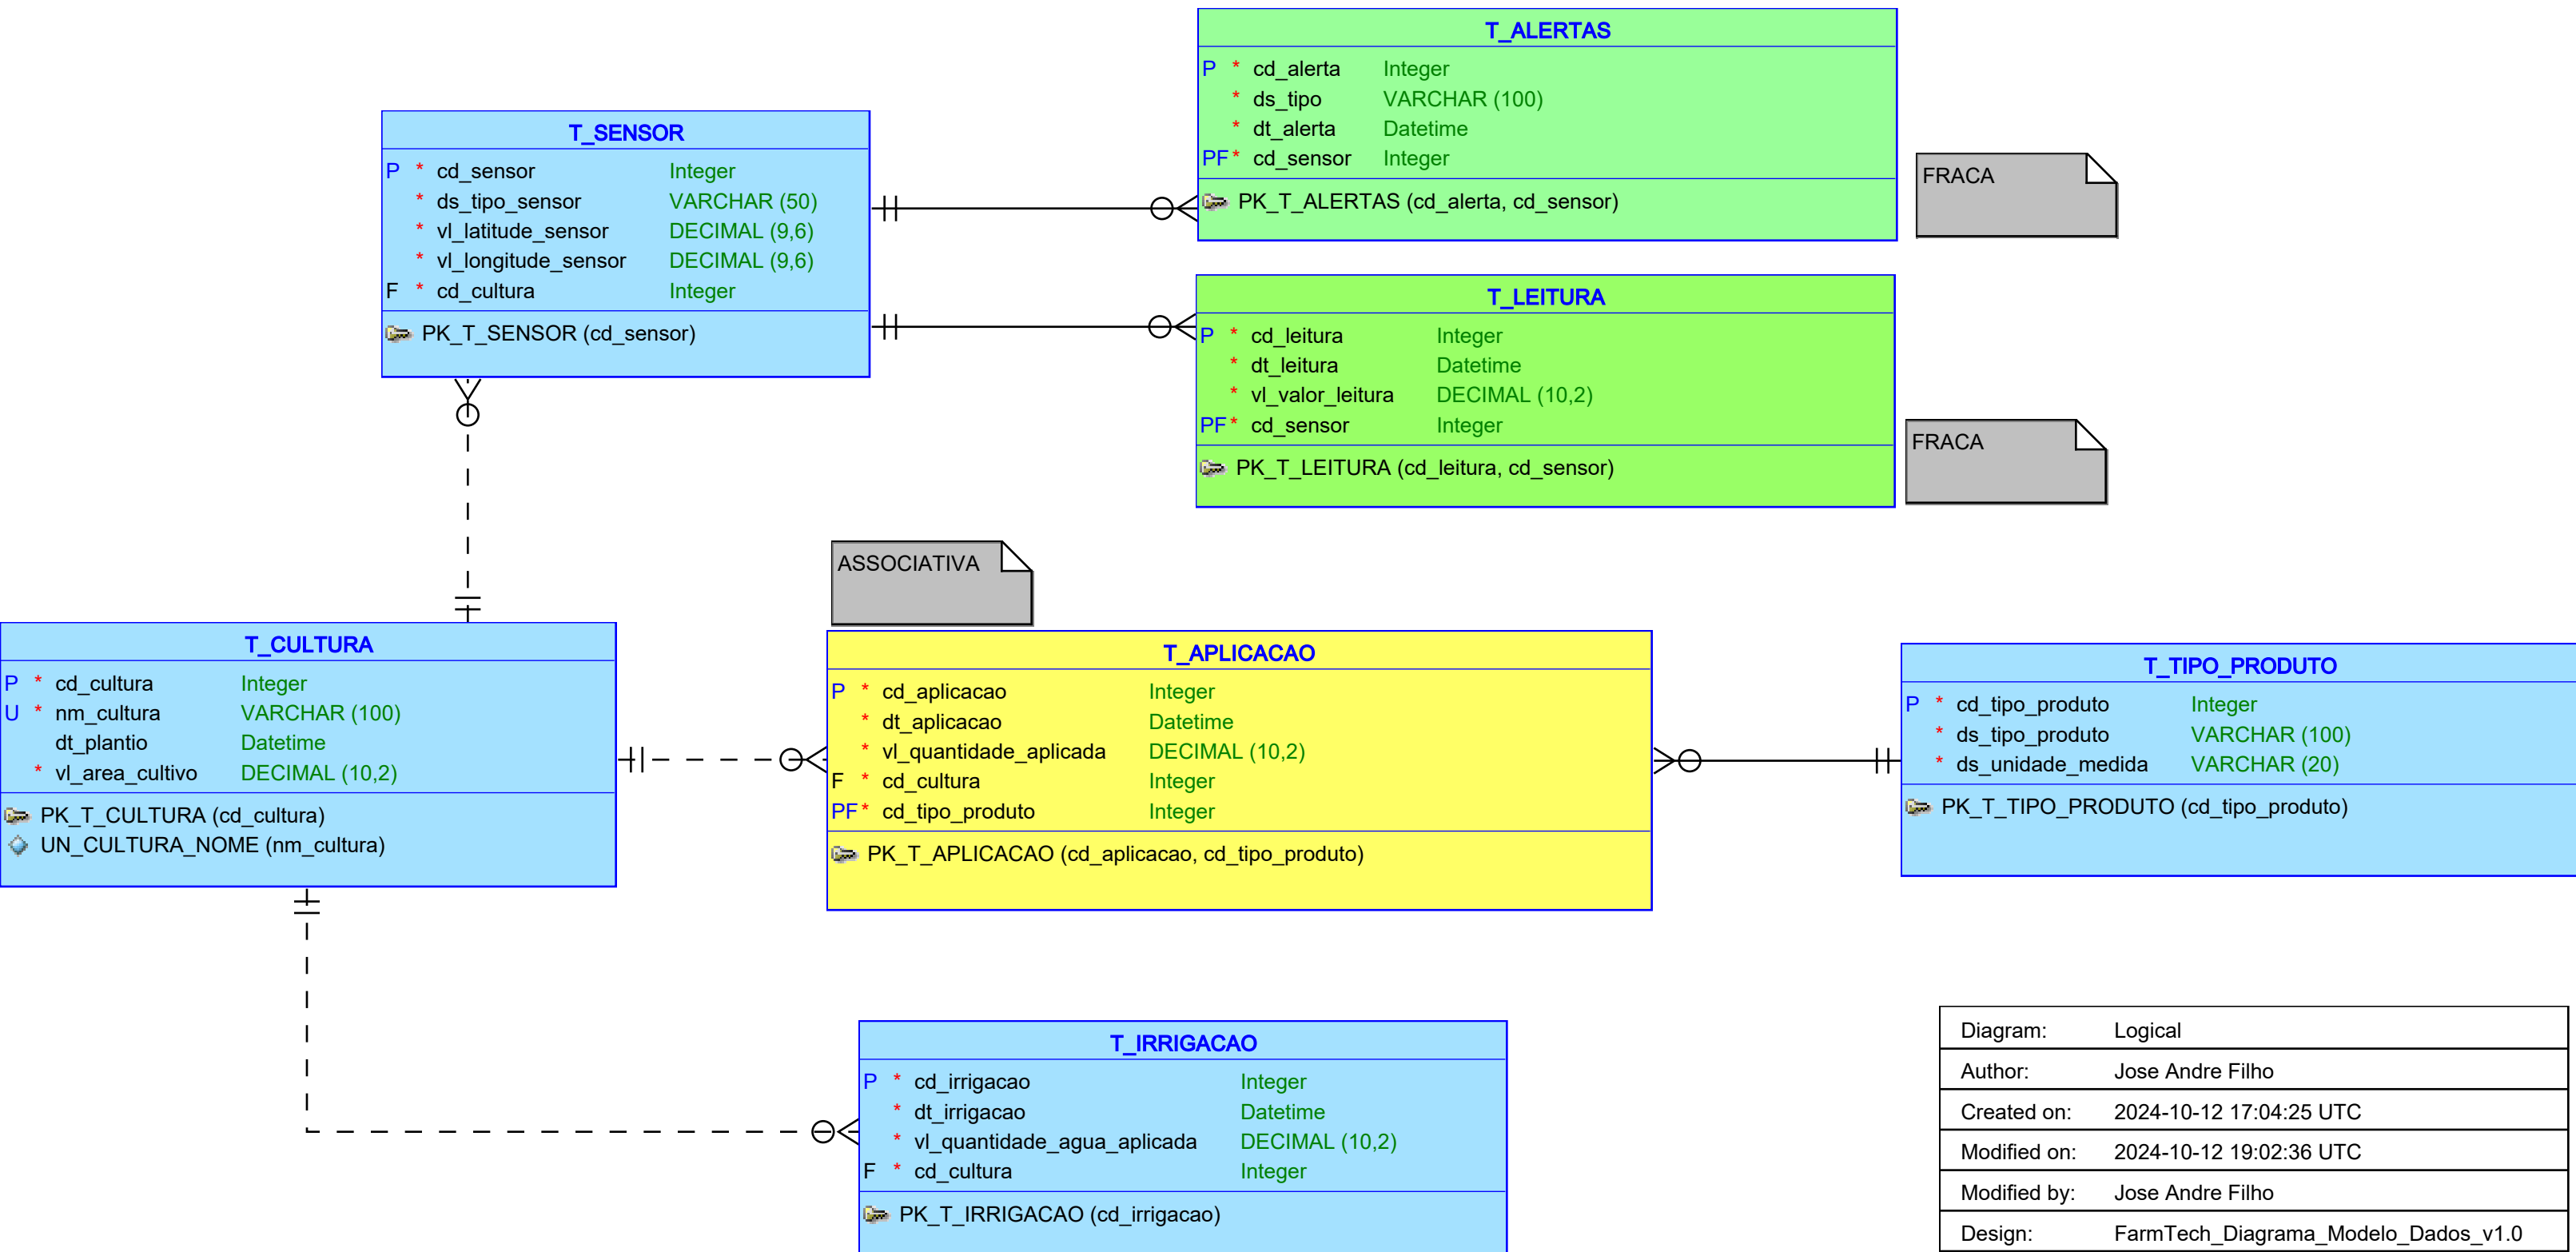 T_ALERTAS
P * cd_alerta Integer
* ds_tipo VARCHAR (100)
* dt_alerta Datetime
PF * cd_sensor Integer
PK_T_ALERTAS (cd_alerta, cd_sensor)
FRACA
T_SENSOR
P * cd_sensor Integer
* ds_tipo_sensor VARCHAR (50)
* vl_latitude_sensor DECIMAL (9,6)
* vl_longitude_sensor DECIMAL (9,6)
F * cd_cultura Integer
PK_T_SENSOR (cd_sensor)
T_LEITURA
P * cd_leitura Integer
* dt_leitura Datetime
* vl_valor_leitura DECIMAL (10,2)
PF * cd_sensor Integer
PK_T_LEITURA (cd_leitura, cd_sensor)
FRACA
ASSOCIATIVA
T_CULTURA
P * cd_cultura Integer
U * nm_cultura VARCHAR (100)
dt_plantio Datetime
* vl_area_cultivo DECIMAL (10,2)
PK_T_CULTURA (cd_cultura)
UN_CULTURA_NOME (nm_cultura)
T_APLICACAO
P * cd_aplicacao Integer
* dt_aplicacao Datetime
* vl_quantidade_aplicada DECIMAL (10,2)
F * cd_cultura Integer
PF * cd_tipo_produto Integer
PK_T_APLICACAO (cd_aplicacao, cd_tipo_produto)
T_TIPO_PRODUTO
P * cd_tipo_produto Integer
* ds_tipo_produto VARCHAR (100)
* ds_unidade_medida VARCHAR (20)
PK_T_TIPO_PRODUTO (cd_tipo_produto)
T_IRRIGACAO
P * cd_irrigacao Integer
* dt_irrigacao Datetime
* vl_quantidade_agua_aplicada DECIMAL (10,2)
F * cd_cultura Integer
PK_T_IRRIGACAO (cd_irrigacao)
Diagram: Logical
Author: Jose Andre Filho
Created on: 2024-10-12 17:04:25 UTC
Modified on: 2024-10-12 19:02:36 UTC
Modified by: Jose Andre Filho
Design: FarmTech_Diagrama_Modelo_Dados_v1.0